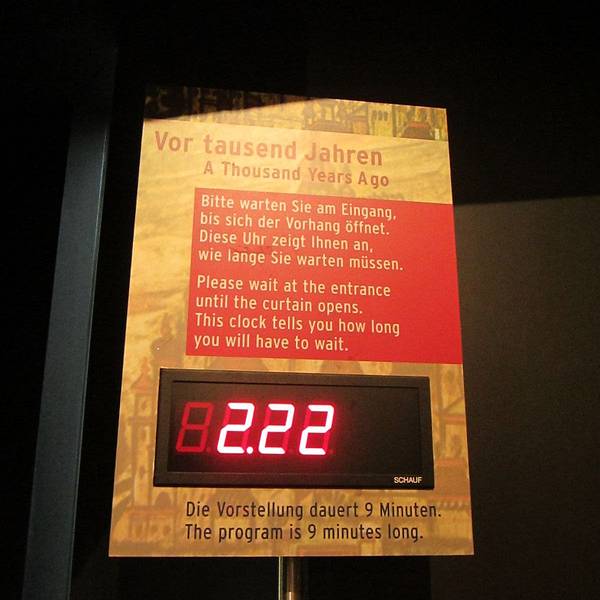 Vor tausend Jahren
A Thousand Years Ago
Bitte warten Sie am Eingang,
bis sich der Vorhang öffnet.
Diese Uhr zeigt Ihnen an,
wie lange Sie warten müssen.
Please wait at the entrance
until the curtain opens.
This clock tells you how long
you will have to wait.
2.22
SCHAUF
Die Vorstellung dauert 9 Minuten.
The program is 9 minutes long.